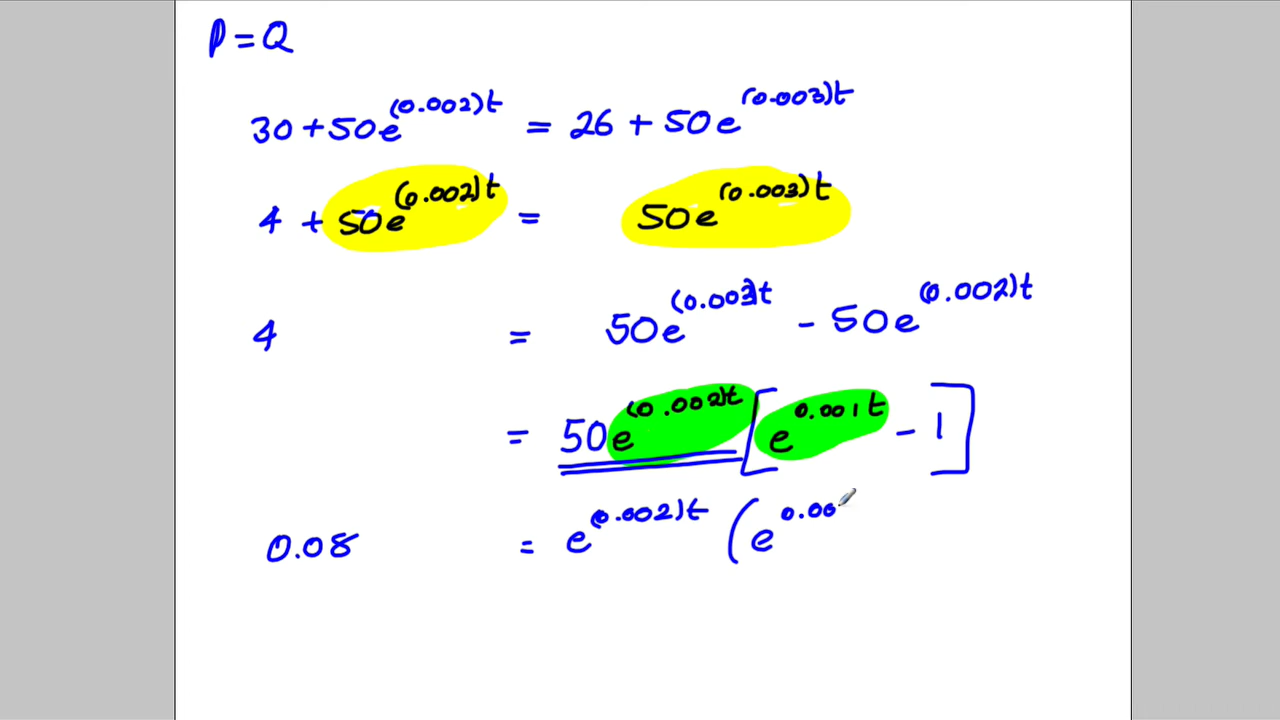 P = Q
30 + 50e^(0.002)t = 26 + 50e^(0.003)t
4 + 50e^(0.002)t = 50e^(0.003)t
4 = 50e^(0.003)t - 50e^(0.002)t
= 50e^(0.002)t [e^0.001t - 1]
0.08 = e^(0.002)t (e^0.00